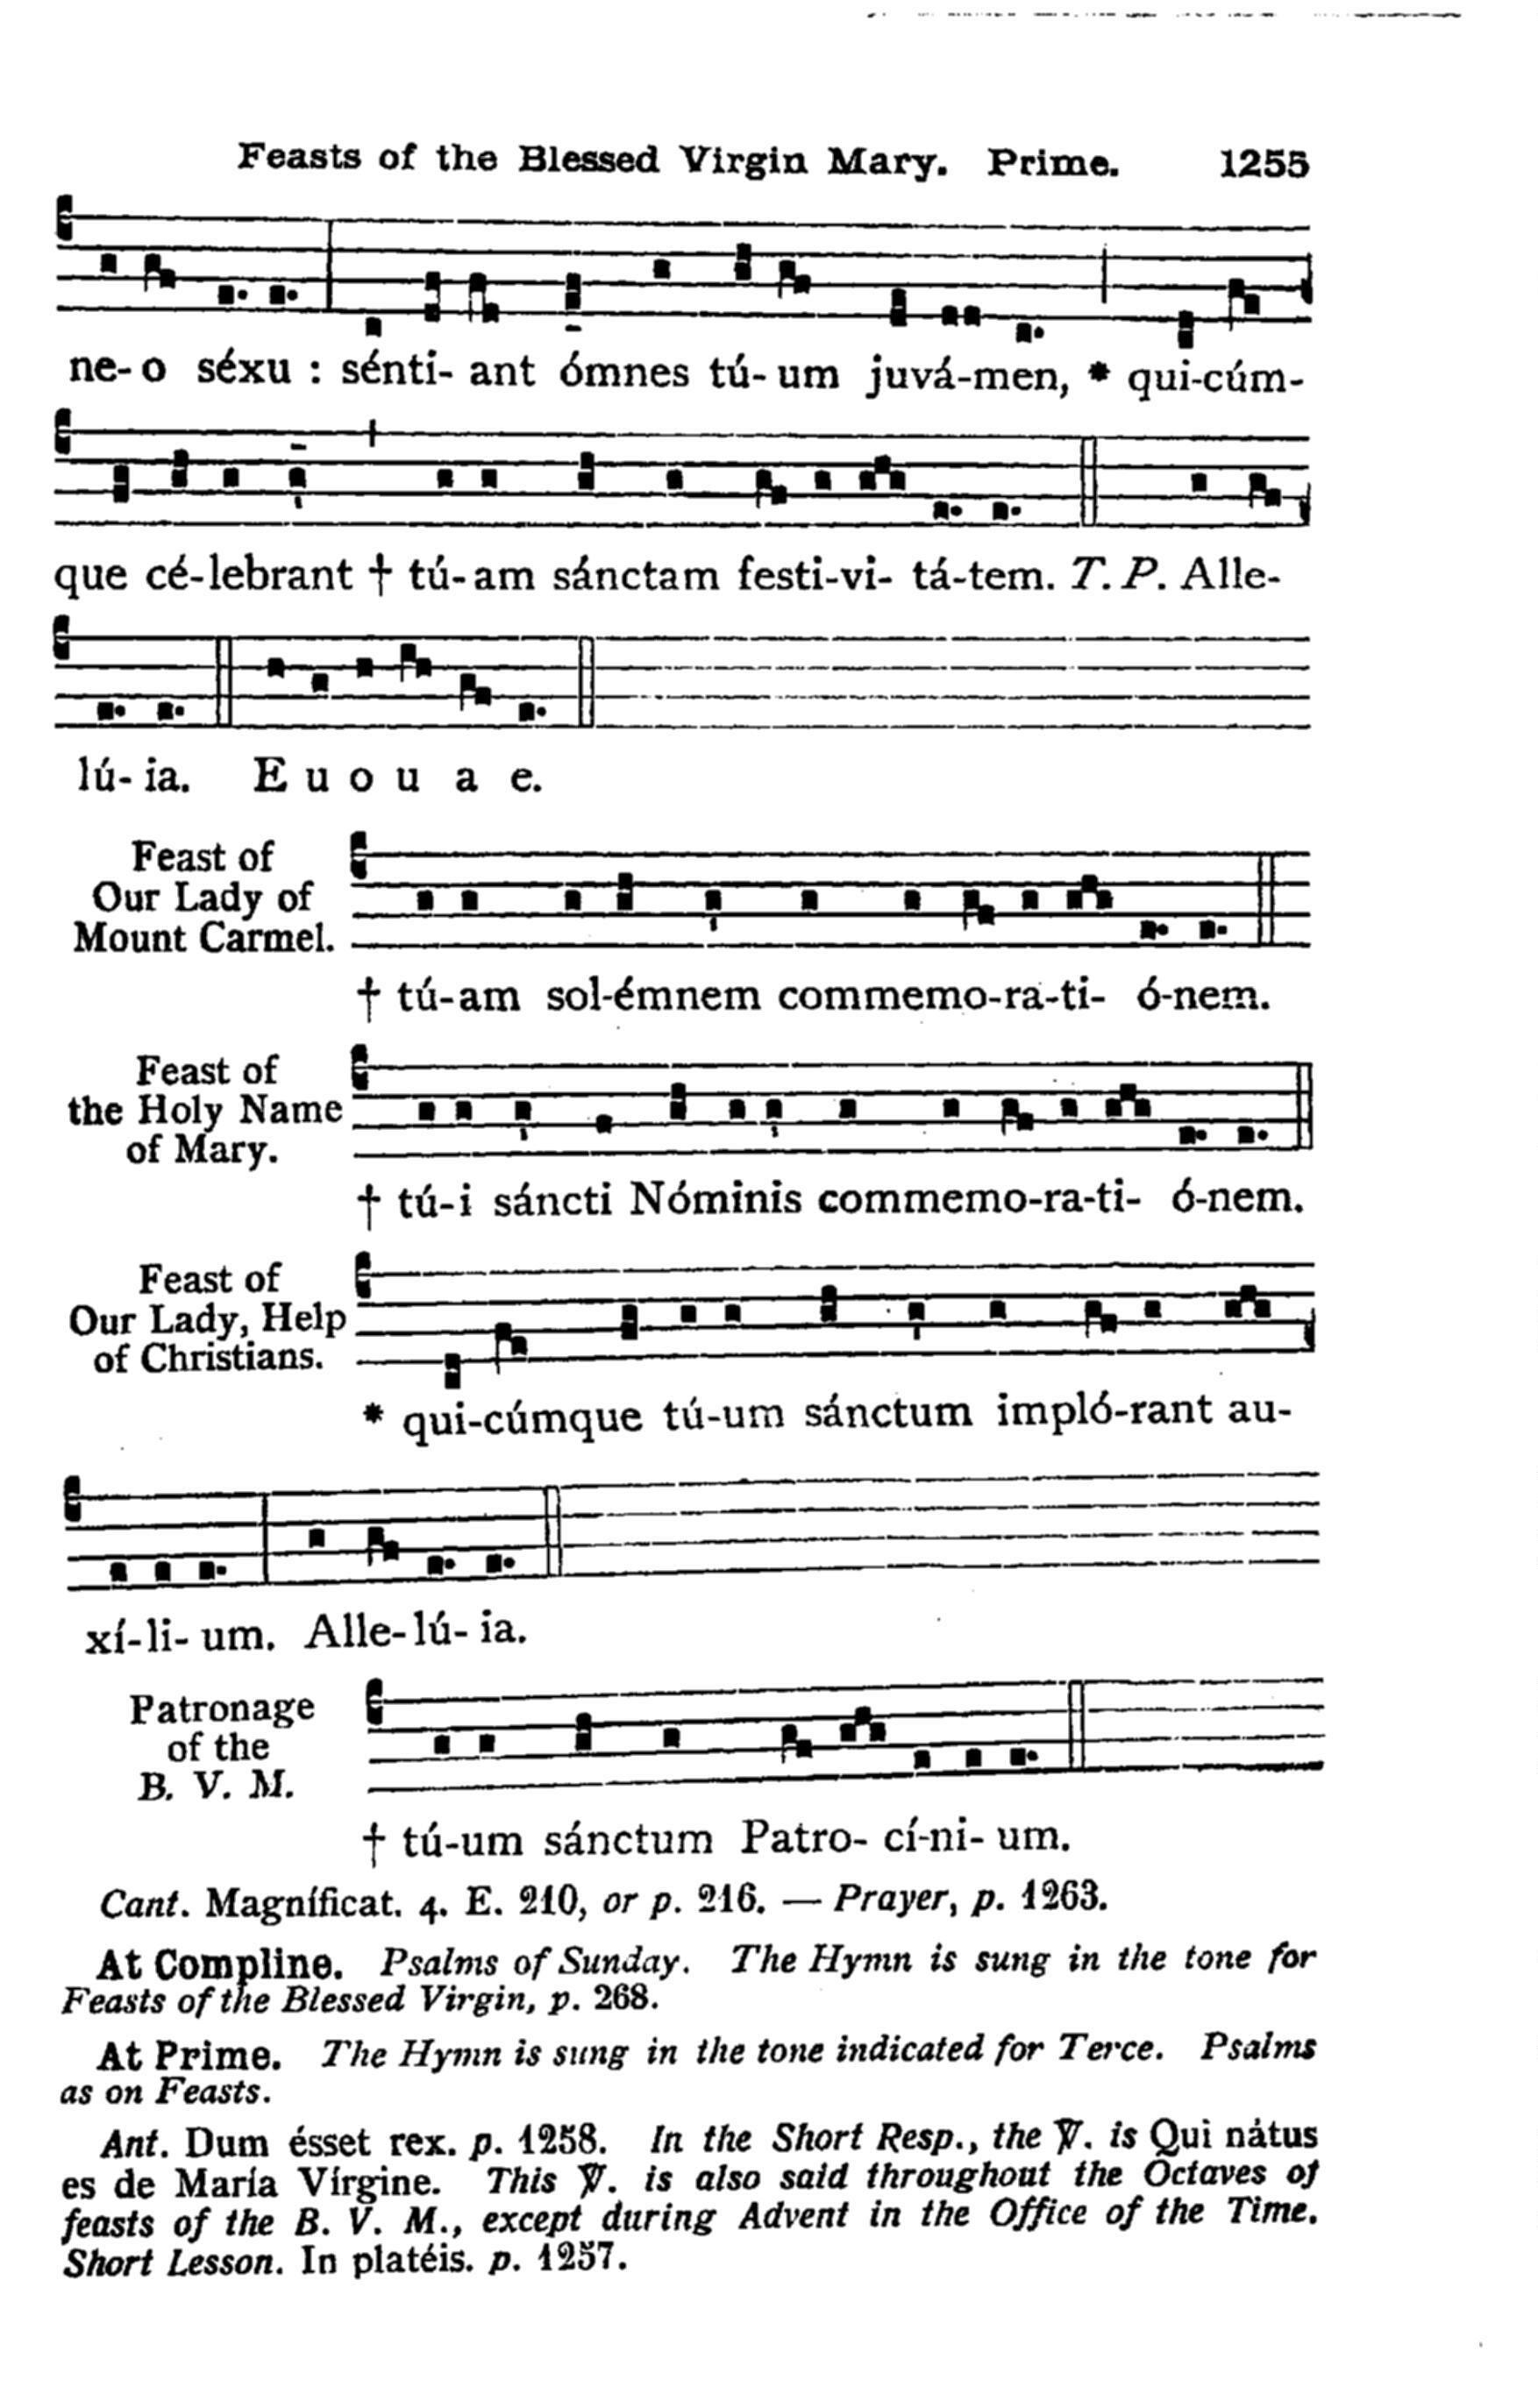 Feasts of the Blessed Virgin Mary. Prime. 1255
ne- o séxu : sénti- ant ómnes tú- um juvá-men, * qui-cúm-
que cé-lebrant † tú- am sánctam festi-vi- tá-tem. T. P. Alle-
lú- ia. E u o u a e.
Feast of
Our Lady of
Mount Carmel.
† tú-am sol-émnem commemo-ra-ti- ó-nem.
Feast of
the Holy Name
of Mary.
† tú-i sáncti Nóminis commemo-ra-ti- ó-nem.
Feast of
Our Lady, Help
of Christians.
* qui-cúmque tú-um sánctum impló-rant au-
xí-li- um. Alle-lú- ia.
Patronage
of the
B. V. M.
† tú-um sánctum Patro- cí-ni- um.
Cant. Magníficat. 4. E. 210, or p. 216. — Prayer, p. 1263.
At Compline. Psalms of Sunday. The Hymn is sung in the tone for
Feasts of the Blessed Virgin, p. 268.
At Prime. The Hymn is sung in the tone indicated for Terce. Psalms
as on Feasts.
Ant. Dum ésset rex. p. 1258. In the Short Resp., the ℣. is Qui nátus
es de María Vírgine. This ℣. is also said throughout the Octaves of
feasts of the B. V. M., except during Advent in the Office of the Time.
Short Lesson. In platéis. p. 1257.